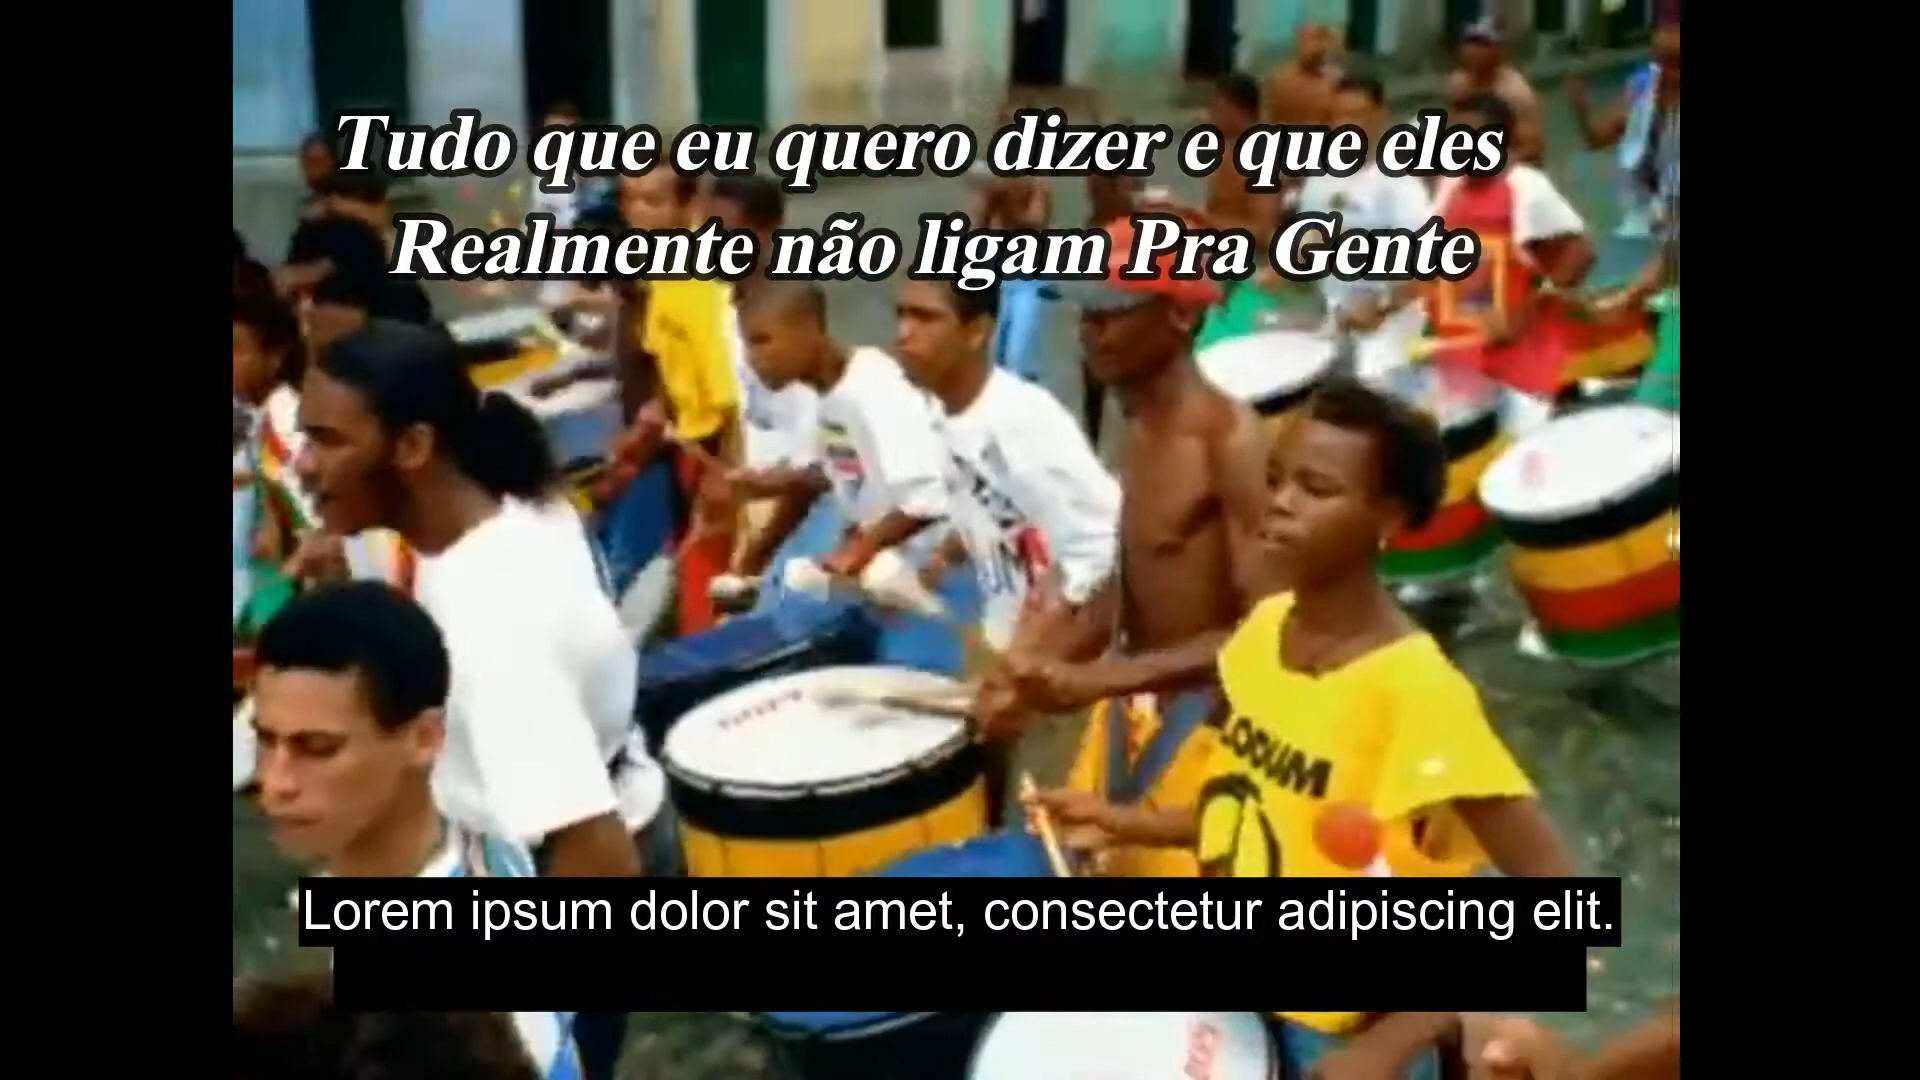 Tudo que eu quero dizer e que eles
Realmente não ligam Pra Gente
LODUM
Lorem ipsum dolor sit amet, consectetur adipiscing elit.